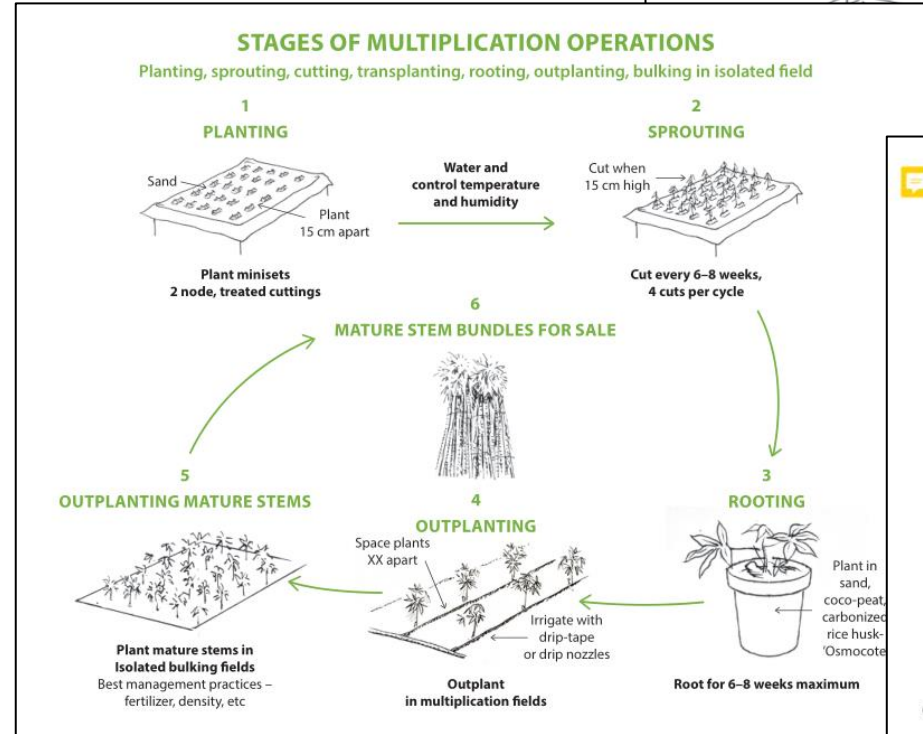 STAGES OF MULTIPLICATION OPERATIONS
Planting, sprouting, cutting, transplanting, rooting, outplanting, bulking in isolated field
1
PLANTING
Sand
Plant
15 cm apart
Plant minisets
2 node, treated cuttings
Water and
control temperature
and humidity
2
SPROUTING
Cut when
15 cm high
Cut every 6–8 weeks,
4 cuts per cycle
3
ROOTING
Plant in
sand,
coco-peat,
carbonized
rice husk-
'Osmocote
Root for 6–8 weeks maximum
4
OUTPLANTING
Space plants
XX apart
Irrigate with
drip-tape
or drip nozzles
Outplant
in multiplication fields
5
OUTPLANTING MATURE STEMS
Plant mature stems in
Isolated bulking fields
Best management practices –
fertilizer, density, etc
6
MATURE STEM BUNDLES FOR SALE